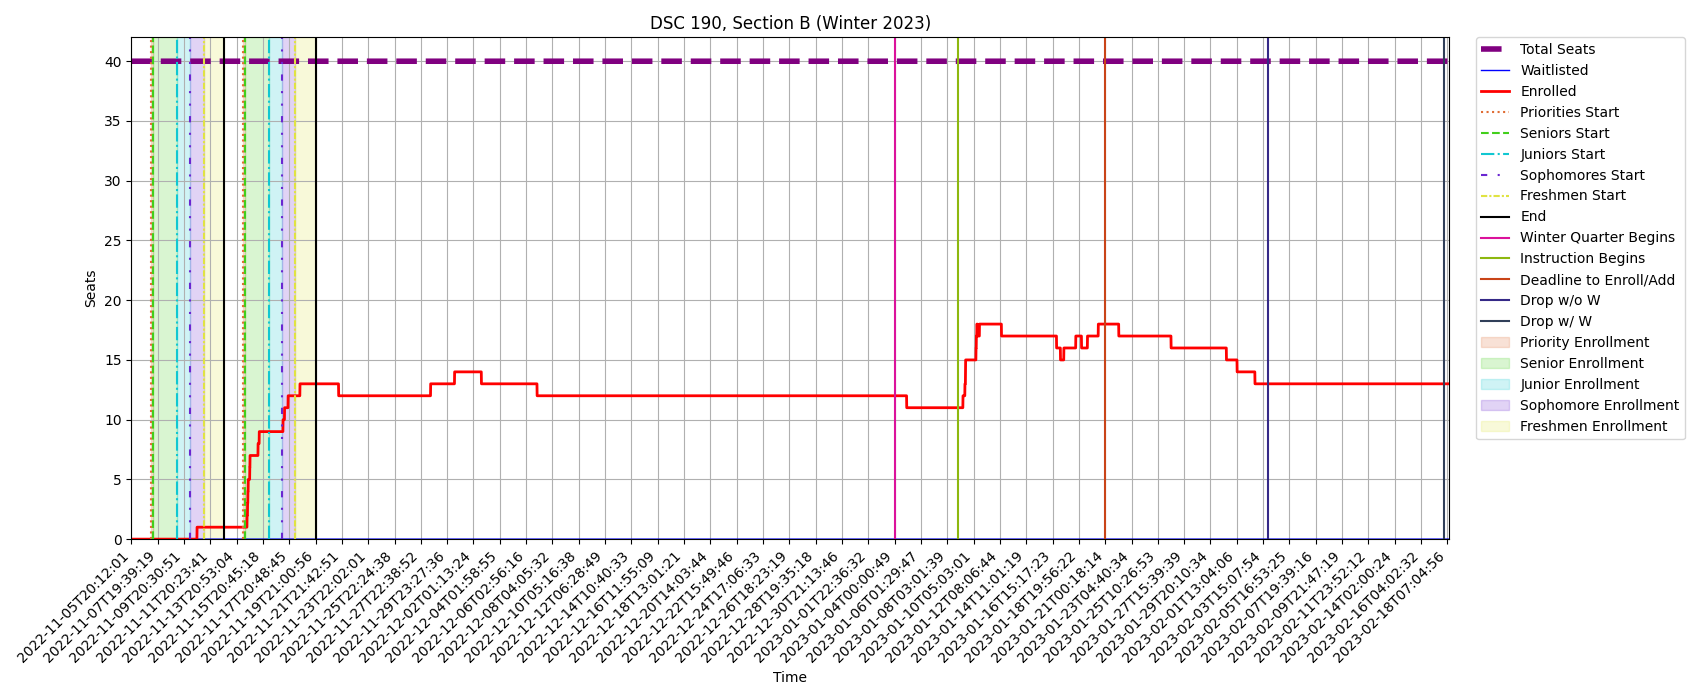 DSC 190, Section B (Winter 2023)
Seats
40
35
30
25
20
15
10
5
0
2022-11-05T20:12:01
2022-11-07T19:39:19
2022-11-09T20:30:51
2022-11-11T20:23:41
2022-11-13T20:53:04
2022-11-15T20:45:18
2022-11-17T20:48:45
2022-11-19T21:00:56
2022-11-21T21:42:51
2022-11-23T22:02:01
2022-11-25T22:24:38
2022-11-27T22:38:52
2022-11-29T23:27:36
2022-12-02T01:13:24
2022-12-04T01:58:55
2022-12-06T02:56:16
2022-12-08T04:05:32
2022-12-10T05:16:38
2022-12-12T06:28:49
2022-12-14T10:40:33
2022-12-16T11:55:09
2022-12-18T13:01:22
2022-12-20T14:03:44
2022-12-22T15:49:46
2022-12-24T17:06:33
2022-12-26T18:23:19
2022-12-28T19:35:18
2022-12-30T21:13:46
2023-01-01T22:36:32
2023-01-04T00:00:49
2023-01-06T01:29:47
2023-01-08T03:01:39
2023-01-10T05:03:01
2023-01-12T08:06:44
2023-01-14T11:01:19
2023-01-16T15:17:23
2023-01-18T19:56:22
2023-01-21T00:18:14
2023-01-23T04:40:34
2023-01-25T10:26:53
2023-01-27T15:39:39
2023-01-29T20:10:34
2023-02-01T13:04:06
2023-02-03T15:07:54
2023-02-05T16:53:25
2023-02-07T19:39:16
2023-02-09T21:47:19
2023-02-11T23:52:12
2023-02-14T02:00:24
2023-02-16T04:02:32
2023-02-18T07:04:56
Time
Total Seats
Waitlisted
Enrolled
Priorities Start
Seniors Start
Juniors Start
Sophomores Start
Freshmen Start
End
Winter Quarter Begins
Instruction Begins
Deadline to Enroll/Add
Drop w/o W
Drop w/ W
Priority Enrollment
Senior Enrollment
Junior Enrollment
Sophomore Enrollment
Freshmen Enrollment